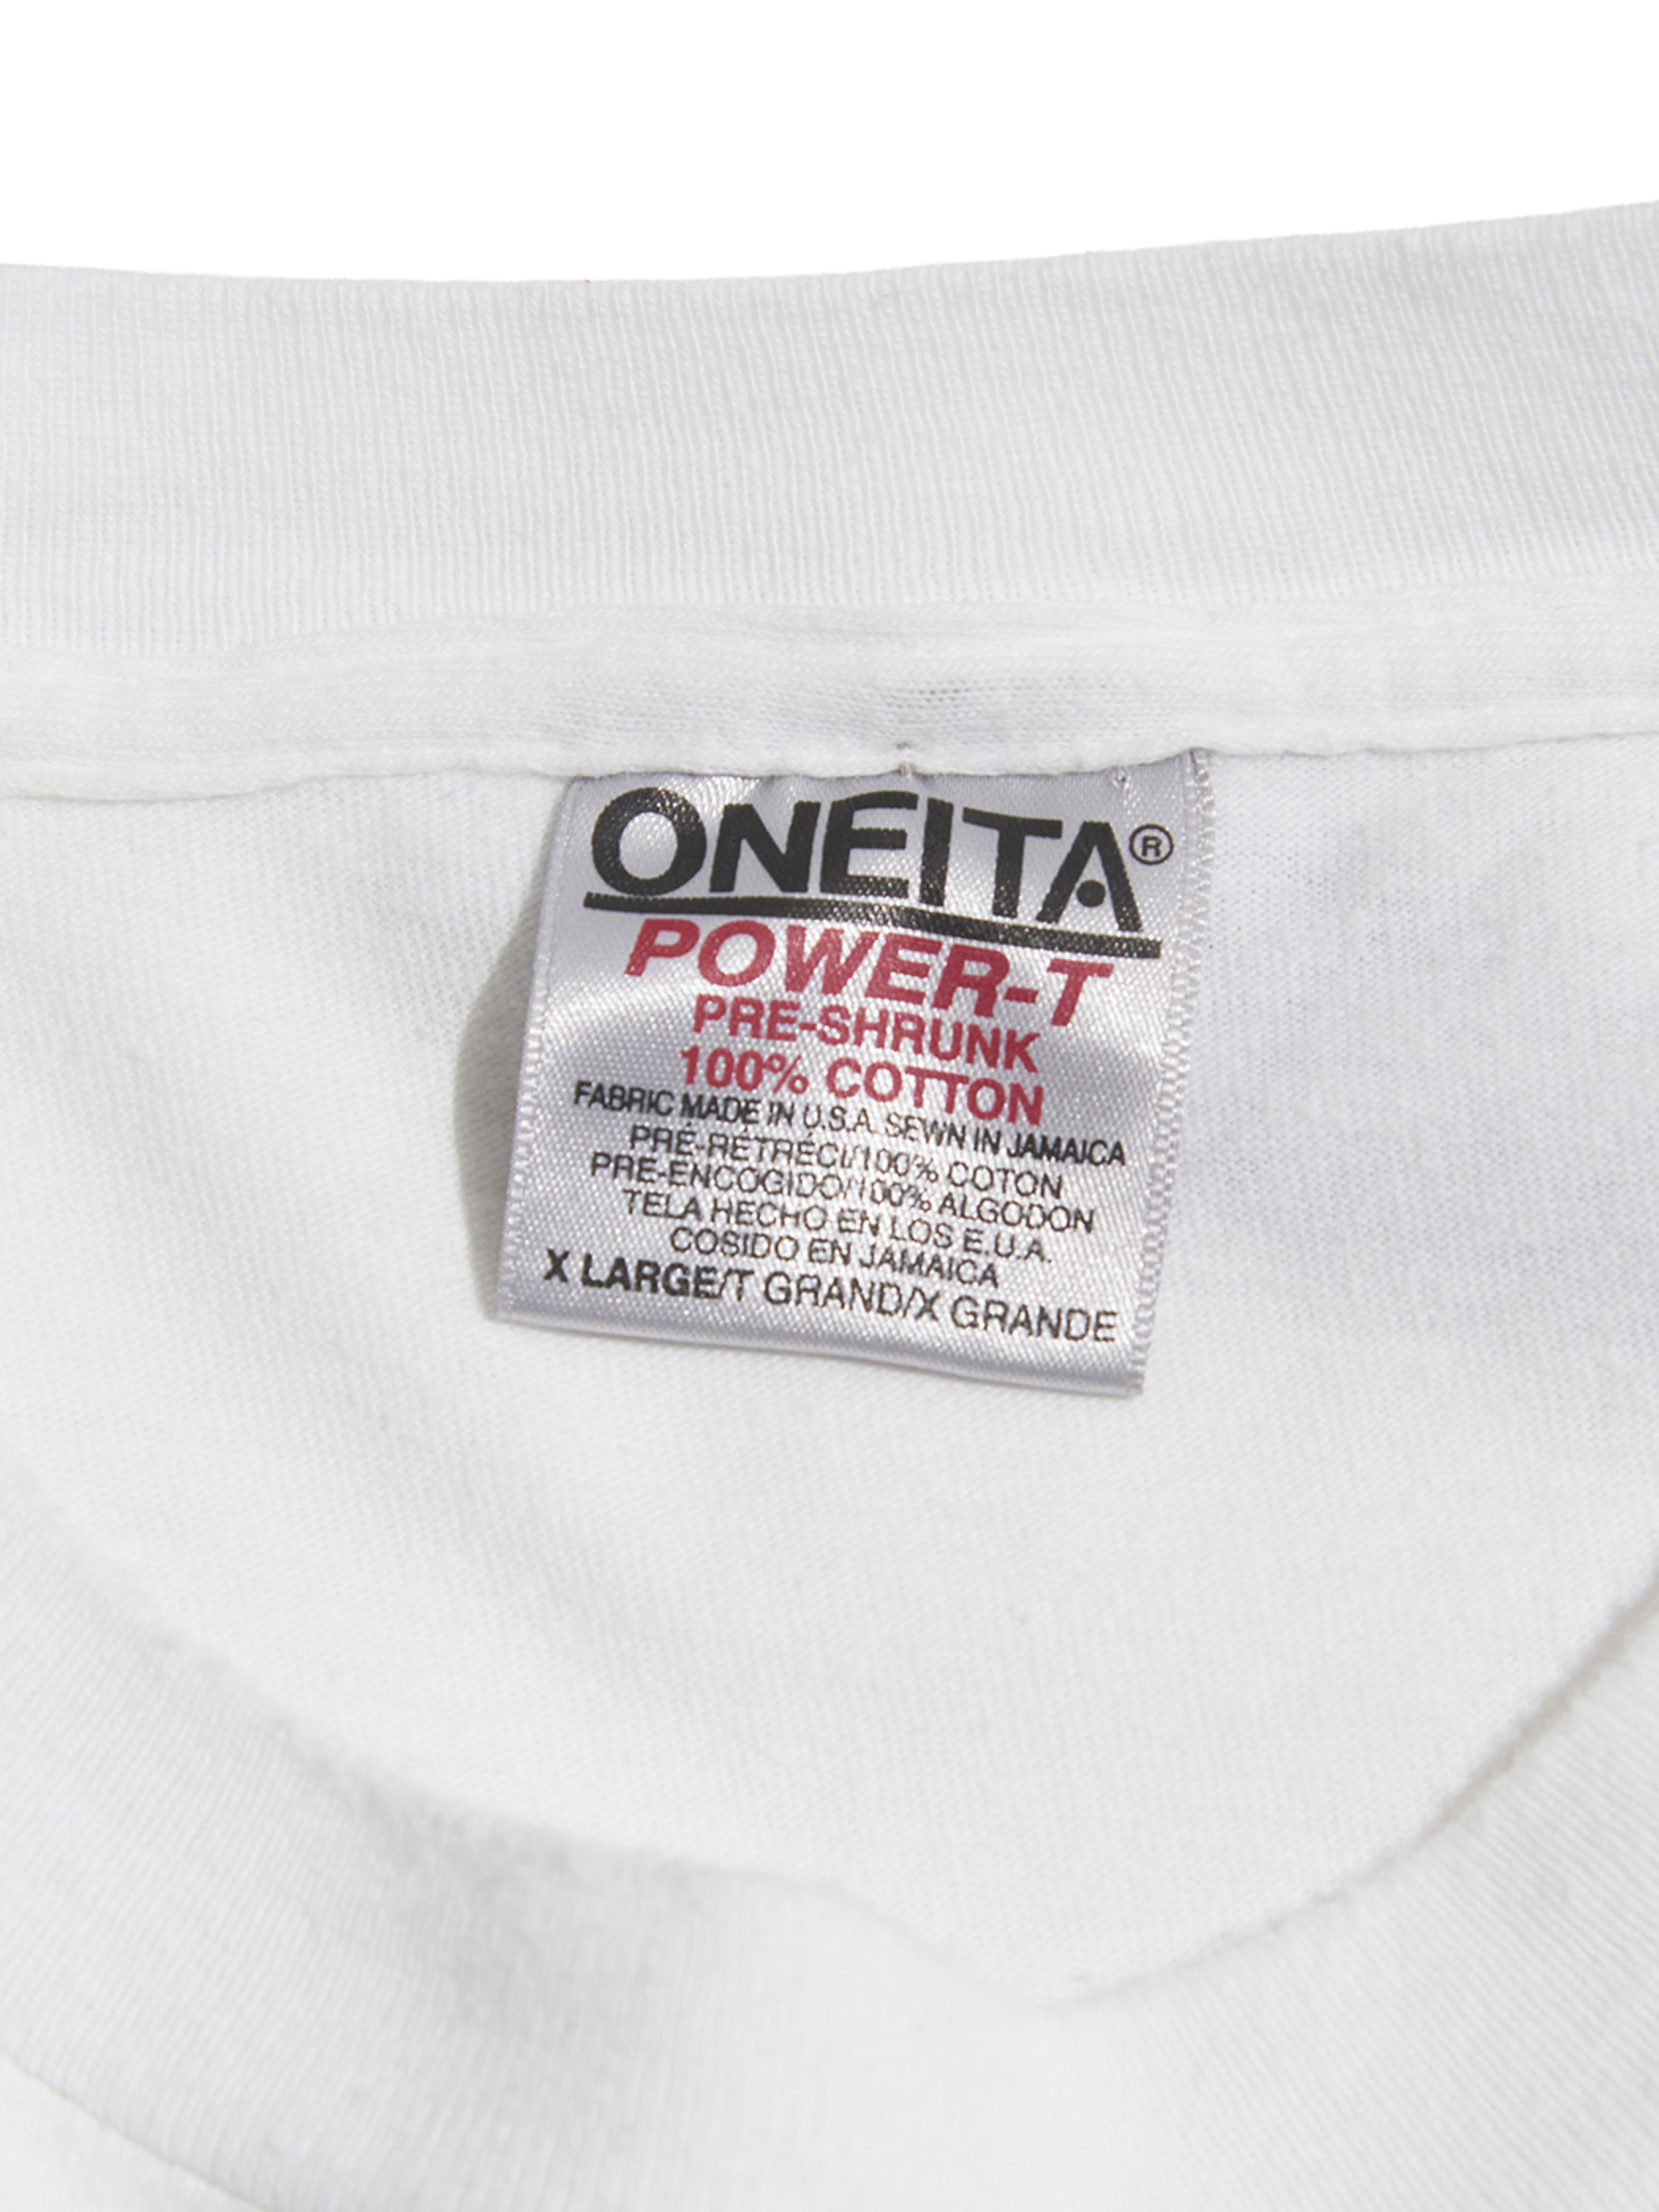 ONEITA®
POWER-T
PRE-SHRUNK
100% COTTON
FABRIC MADE IN U.S.A. SEWN IN JAMAICA
PRÉ-RÉTRÉCI/100% COTON
PRE-ENCOGIDO/100% ALGODON
TELA HECHO EN LOS E.U.A.
COSIDO EN JAMAICA
X LARGE/T GRAND/X GRANDE